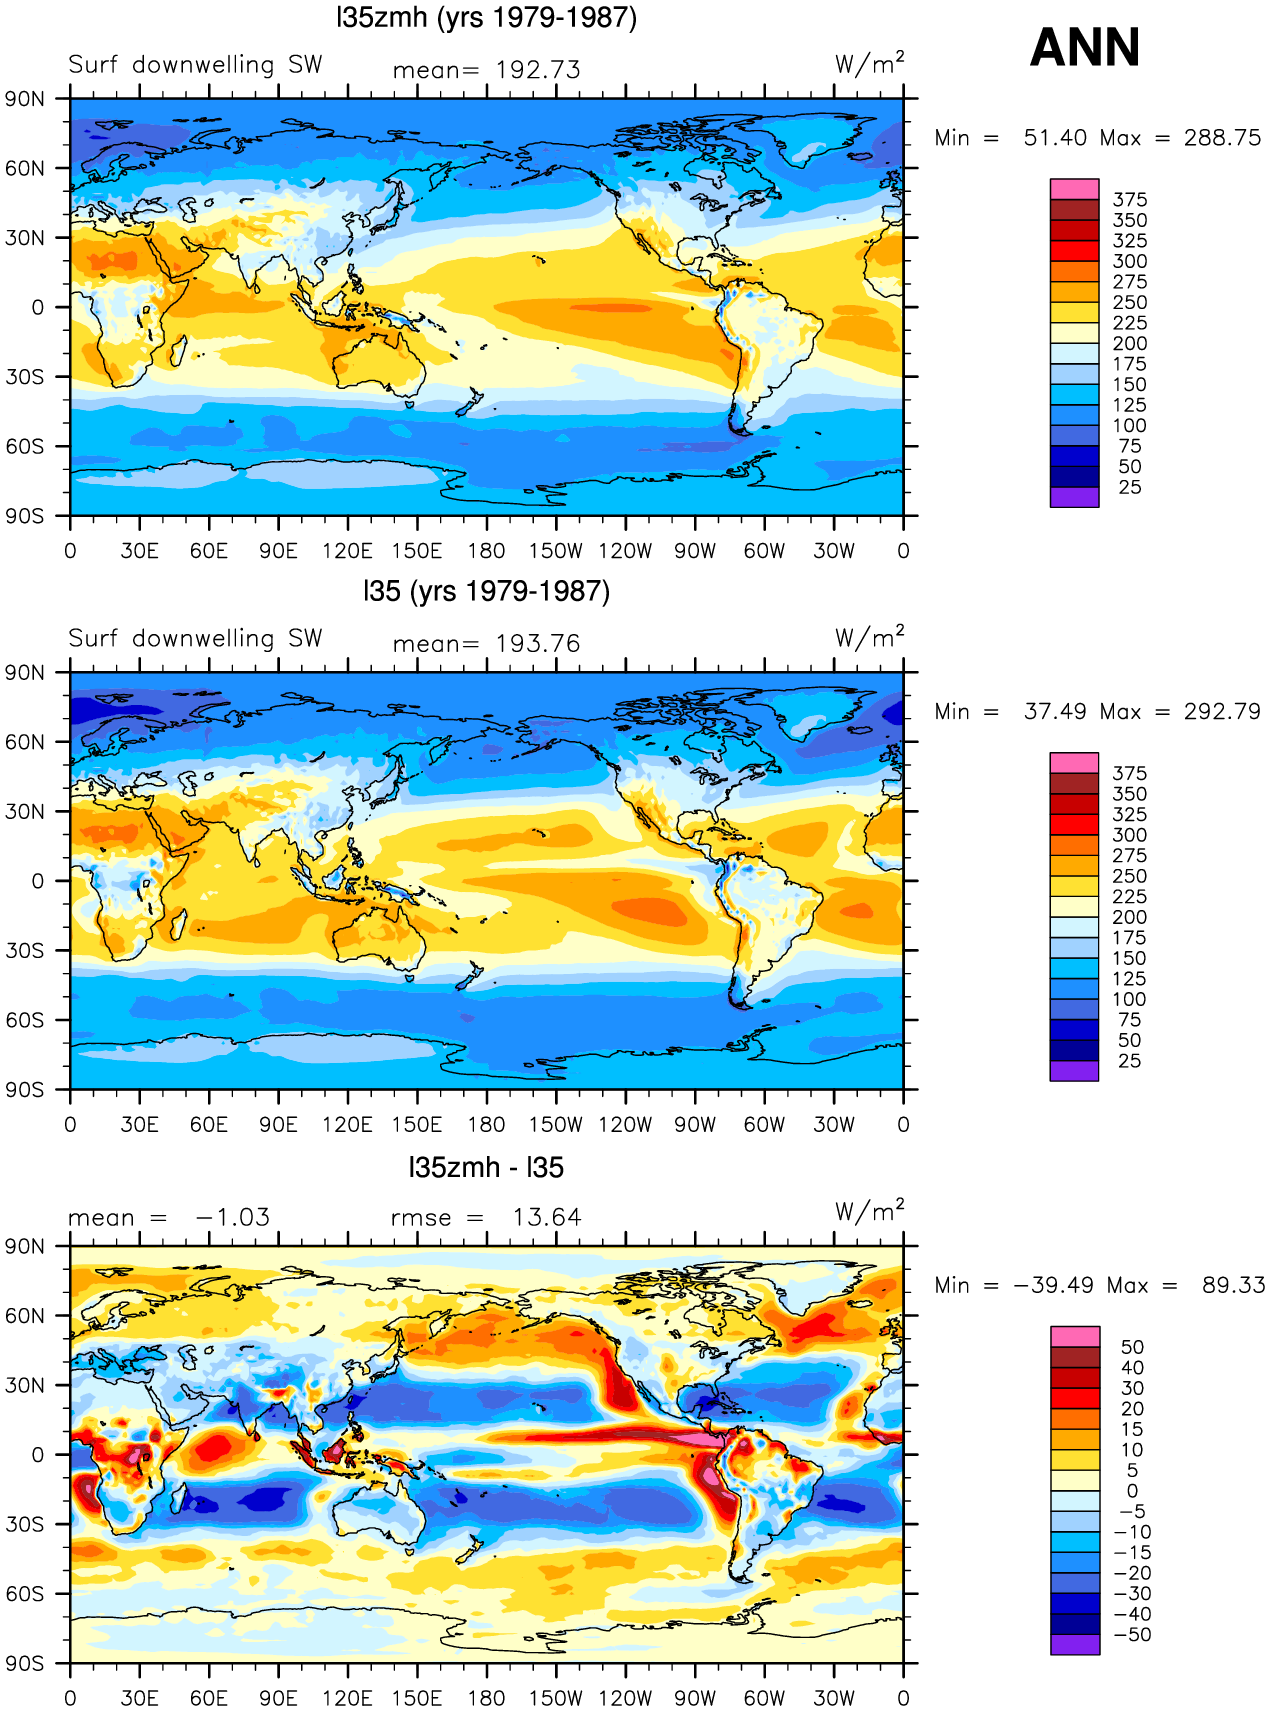 l35zmh (yrs 1979-1987)
ANN
Surf downwelling SW mean= 192.73 W/m²
Min = 51.40 Max = 288.75
90N
60N
30N
0
30S
60S
90S
0 30E 60E 90E 120E 150E 180 150W 120W 90W 60W 30W 0
375
350
325
300
275
250
225
200
175
150
125
100
75
50
25
l35 (yrs 1979-1987)
Surf downwelling SW mean= 193.76 W/m²
Min = 37.49 Max = 292.79
90N
60N
30N
0
30S
60S
90S
0 30E 60E 90E 120E 150E 180 150W 120W 90W 60W 30W 0
375
350
325
300
275
250
225
200
175
150
125
100
75
50
25
l35zmh - l35
mean = −1.03 rmse = 13.64 W/m²
Min = −39.49 Max = 89.33
90N
60N
30N
0
30S
60S
90S
0 30E 60E 90E 120E 150E 180 150W 120W 90W 60W 30W 0
50
40
30
20
15
10
5
0
−5
−10
−15
−20
−30
−40
−50